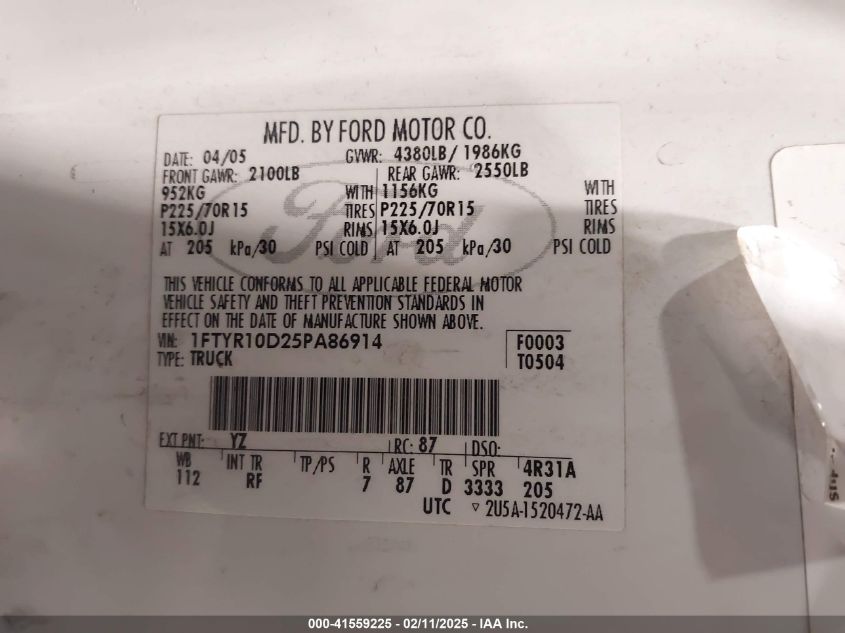 MFD. BY FORD MOTOR CO.
DATE: 04/05 GVWR: 4380LB/ 1986KG
FRONT GAWR: 2100LB REAR GAWR: 2550LB
952KG WITH 1156KG WITH
P225/70R15 TIRES P225/70R15 TIRES
15X6.0J RIMS 15X6.0J RIMS
AT 205 kPa/30 PSI COLD AT 205 kPa/30 PSI COLD
Ford
THIS VEHICLE CONFORMS TO ALL APPLICABLE FEDERAL MOTOR
VEHICLE SAFETY AND THEFT PREVENTION STANDARDS IN
EFFECT ON THE DATE OF MANUFACTURE SHOWN ABOVE.
VIN: 1FTYR10D25PA86914 F0003
TYPE: TRUCK T0504
EXT PNT: YZ RC: 87 DSO:
WB INT TR TP/PS R AXLE TR SPR 4R31A
112 RF 7 87 D 3333 205
UTC ▽ 2U5A-1520472-AA
000-41559225 - 02/11/2025 - IAA Inc.